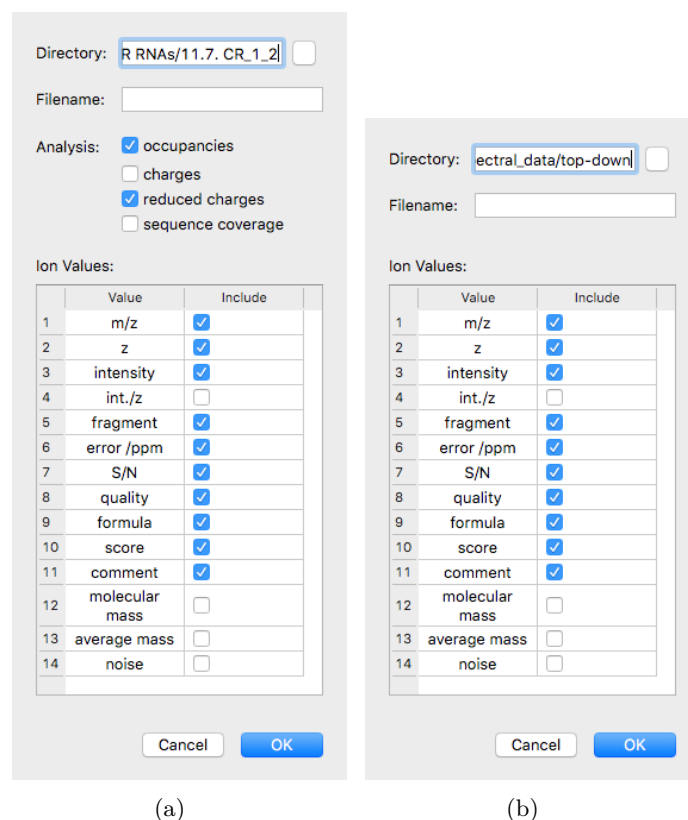 Directory: R RNAs/11.7. CR_1_2
Filename:
Analysis: occupancies
charges
reduced charges
sequence coverage
Ion Values:
Value Include
1 m/z
2 z
3 intensity
4 int./z
5 fragment
6 error /ppm
7 S/N
8 quality
9 formula
10 score
11 comment
12 molecular mass
13 average mass
14 noise
Cancel OK
(a)
Directory: ectral_data/top-down
Filename:
Ion Values:
Value Include
1 m/z
2 z
3 intensity
4 int./z
5 fragment
6 error /ppm
7 S/N
8 quality
9 formula
10 score
11 comment
12 molecular mass
13 average mass
14 noise
Cancel OK
(b)